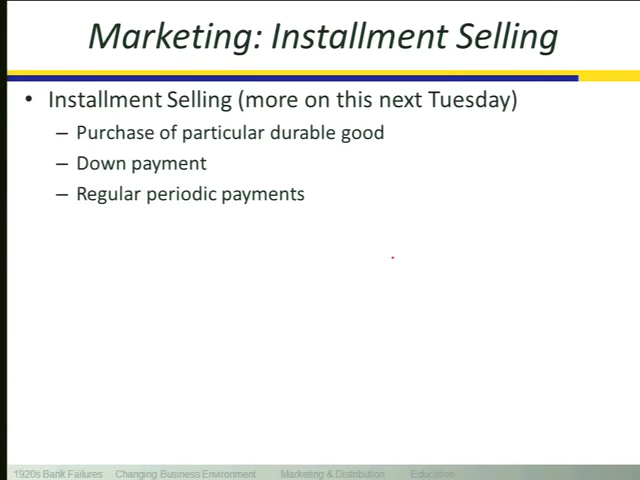 Marketing: Installment Selling
• Installment Selling (more on this next Tuesday)
– Purchase of particular durable good
– Down payment
– Regular periodic payments
1920s Bank Failures Changing Business Environment Marketing & Distribution Education